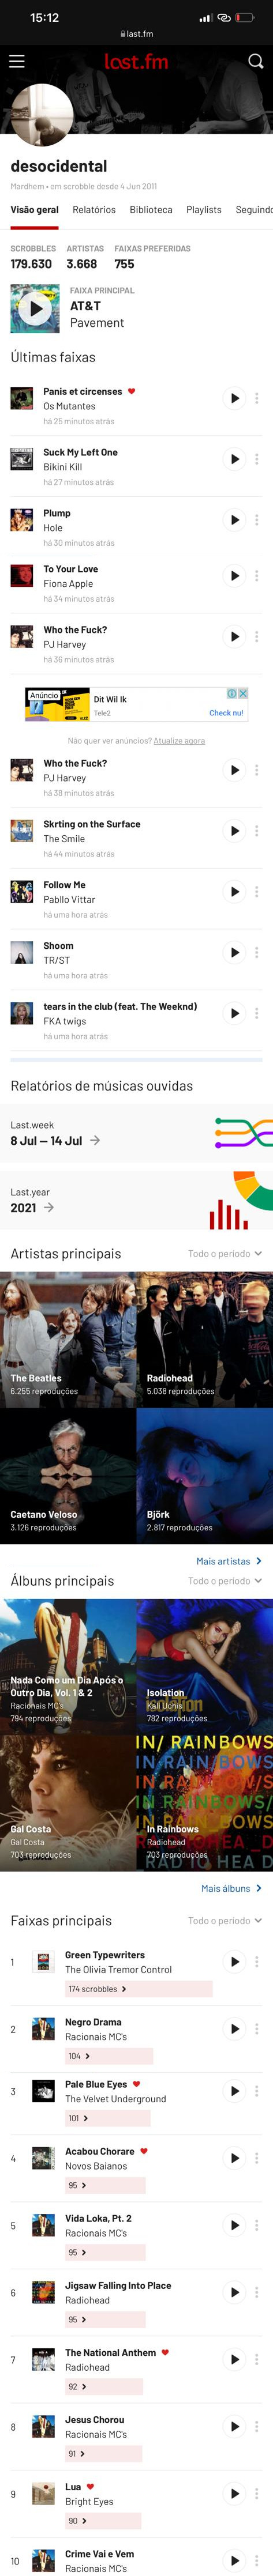 15:12
last.fm
last.fm
desocidental
Mardhem • em scrobble desde 4 Jun 2011
Visão geral Relatórios Biblioteca Playlists Seguindo
SCROBBLES ARTISTAS FAIXAS PREFERIDAS
179.630 3.668 755
FAIXA PRINCIPAL
AT&T
Pavement
Últimas faixas
Panis et circenses
Os Mutantes
há 25 minutos atrás
Suck My Left One
Bikini Kill
há 27 minutos atrás
Plump
Hole
há 30 minutos atrás
To Your Love
Fiona Apple
há 34 minutos atrás
Who the Fuck?
PJ Harvey
há 36 minutos atrás
Anúncio
Dit Wil Ik
Tele2
Check nu!
Não quer ver anúncios? Atualize agora
Who the Fuck?
PJ Harvey
há 38 minutos atrás
Skrting on the Surface
The Smile
há 44 minutos atrás
Follow Me
Pabllo Vittar
há uma hora atrás
Shoom
TR/ST
há uma hora atrás
tears in the club (feat. The Weeknd)
FKA twigs
há uma hora atrás
Relatórios de músicas ouvidas
Last.week
8 Jul — 14 Jul
Last.year
2021
Artistas principais Todo o período
The Beatles
6.255 reproduções
Radiohead
5.038 reproduções
Caetano Veloso
3.126 reproduções
Björk
2.817 reproduções
Mais artistas
Álbuns principais Todo o período
Nada Como um Dia Após o
Outro Dia, Vol. 1 & 2
Racionais MC's
794 reproduções
Isolation
Kali Uchis
782 reproduções
Gal Costa
Gal Costa
703 reproduções
IN/ RAINBOWS
In Rainbows
Radiohead
703 reproduções
Mais álbuns
Faixas principais Todo o período
1
Green Typewriters
The Olivia Tremor Control
174 scrobbles
2
Negro Drama
Racionais MC's
104
3
Pale Blue Eyes
The Velvet Underground
101
4
Acabou Chorare
Novos Baianos
95
5
Vida Loka, Pt. 2
Racionais MC's
95
6
Jigsaw Falling Into Place
Radiohead
95
7
The National Anthem
Radiohead
92
8
Jesus Chorou
Racionais MC's
91
9
Lua
Bright Eyes
90
10
Crime Vai e Vem
Racionais MC's